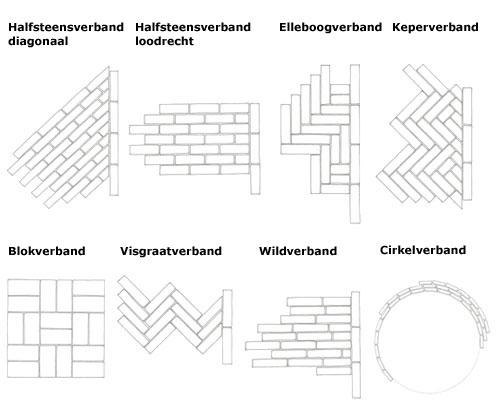 Halfsteensverband
diagonaal
Halfsteensverband
loodrecht
Elleboogverband
Keperverband
Blokverband
Visgraatverband
Wildverband
Cirkelverband